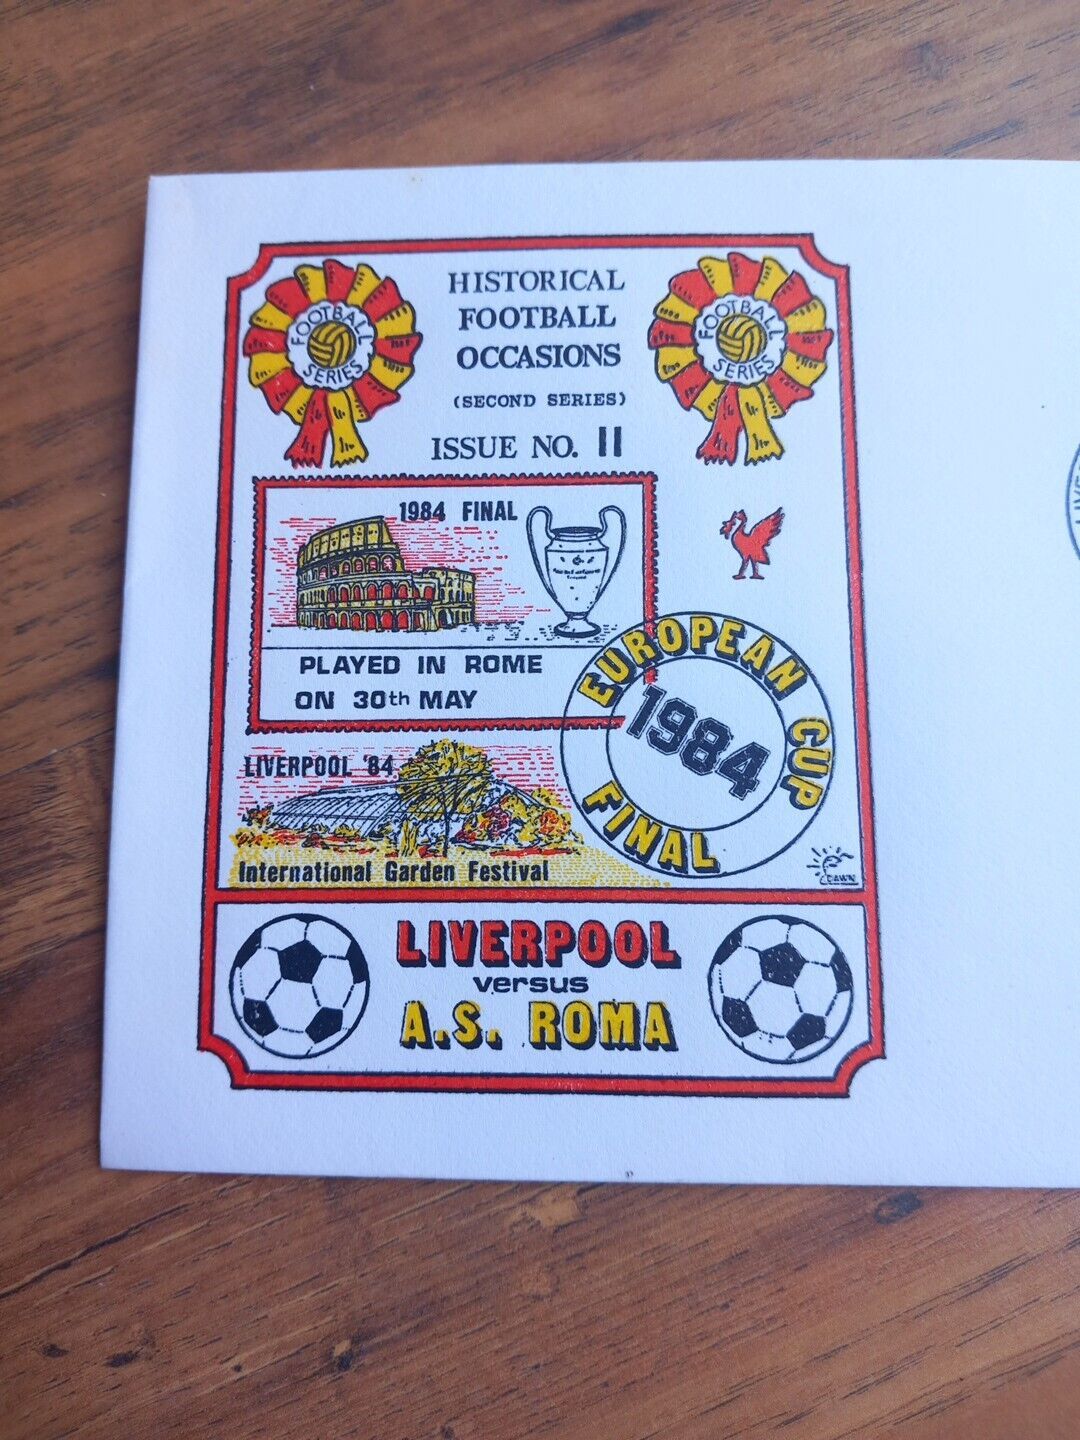 HISTORICAL
FOOTBALL
OCCASIONS
(SECOND SERIES)
ISSUE NO. 11
FOOTBALL
SERIES
FOOTBALL
SERIES
1984 FINAL
PLAYED IN ROME
ON 30th MAY
EUROPEAN CUP
1984
FINAL
LIVERPOOL '84
International Garden Festival
DAWN
LIVERPOOL
versus
A.S. ROMA